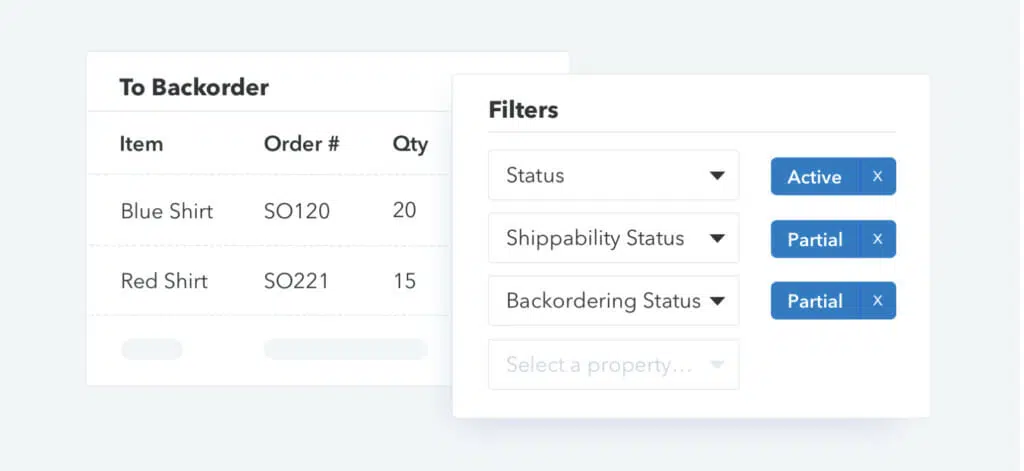 To Backorder
Item Order # Qty
Blue Shirt SO120 20
Red Shirt SO221 15
Filters
Status Active X
Shippability Status Partial X
Backordering Status Partial X
Select a property...